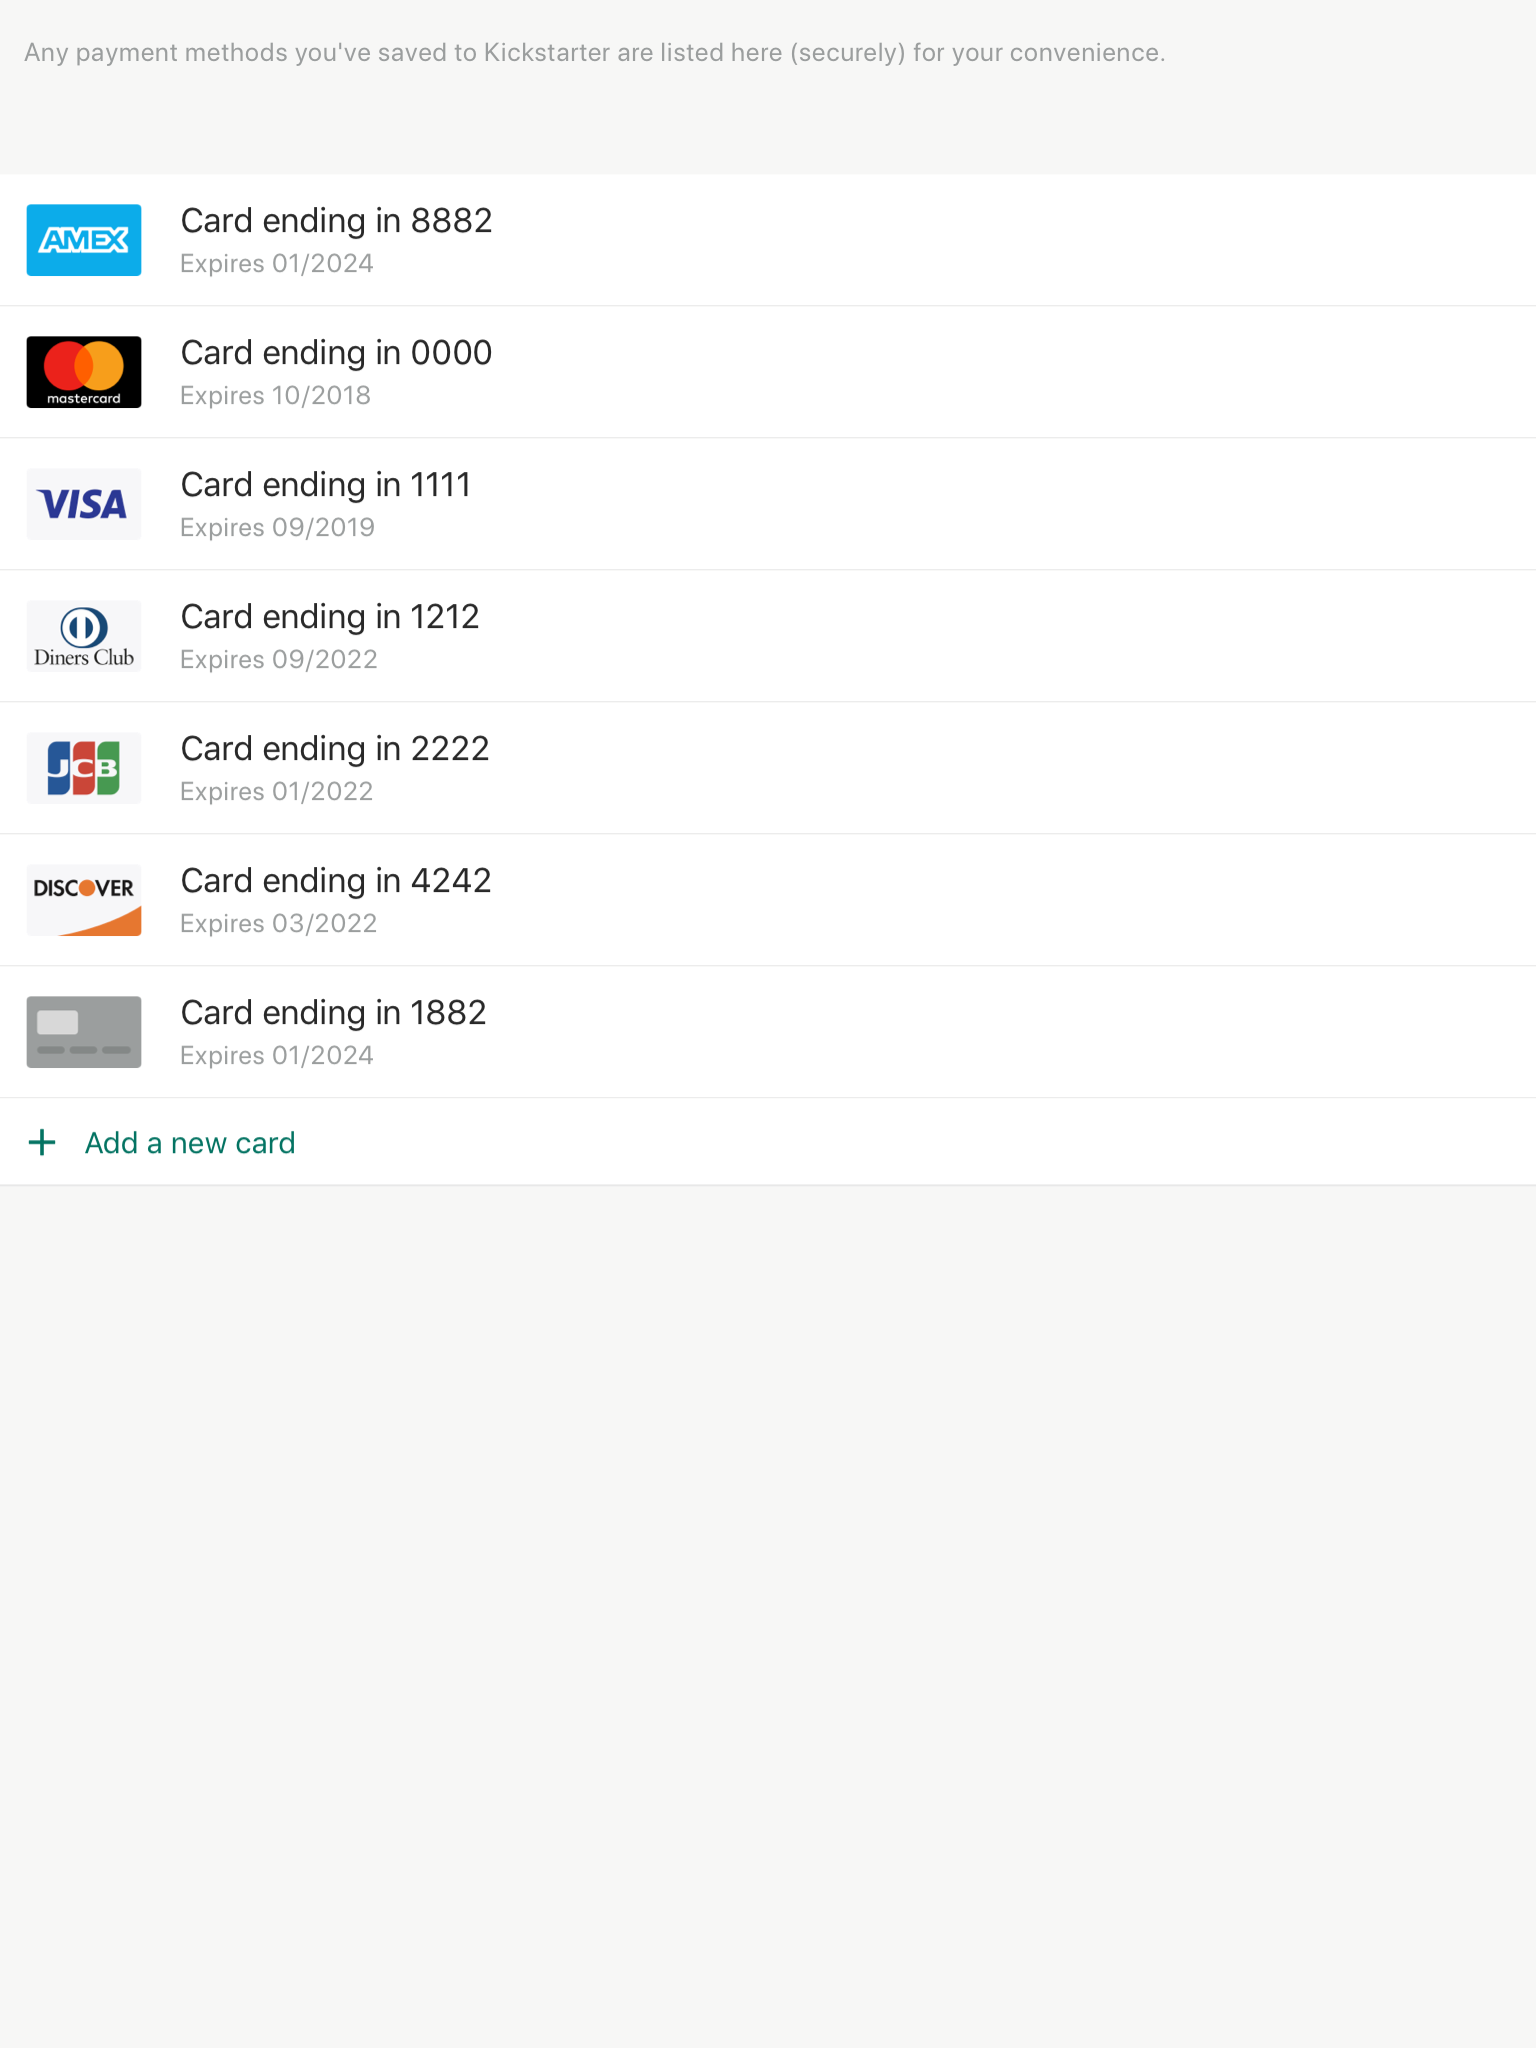 Any payment methods you've saved to Kickstarter are listed here (securely) for your convenience.
AMEX
Card ending in 8882
Expires 01/2024
mastercard
Card ending in 0000
Expires 10/2018
VISA
Card ending in 1111
Expires 09/2019
Diners Club
Card ending in 1212
Expires 09/2022
JCB
Card ending in 2222
Expires 01/2022
DISCOVER
Card ending in 4242
Expires 03/2022
Card ending in 1882
Expires 01/2024
+ Add a new card